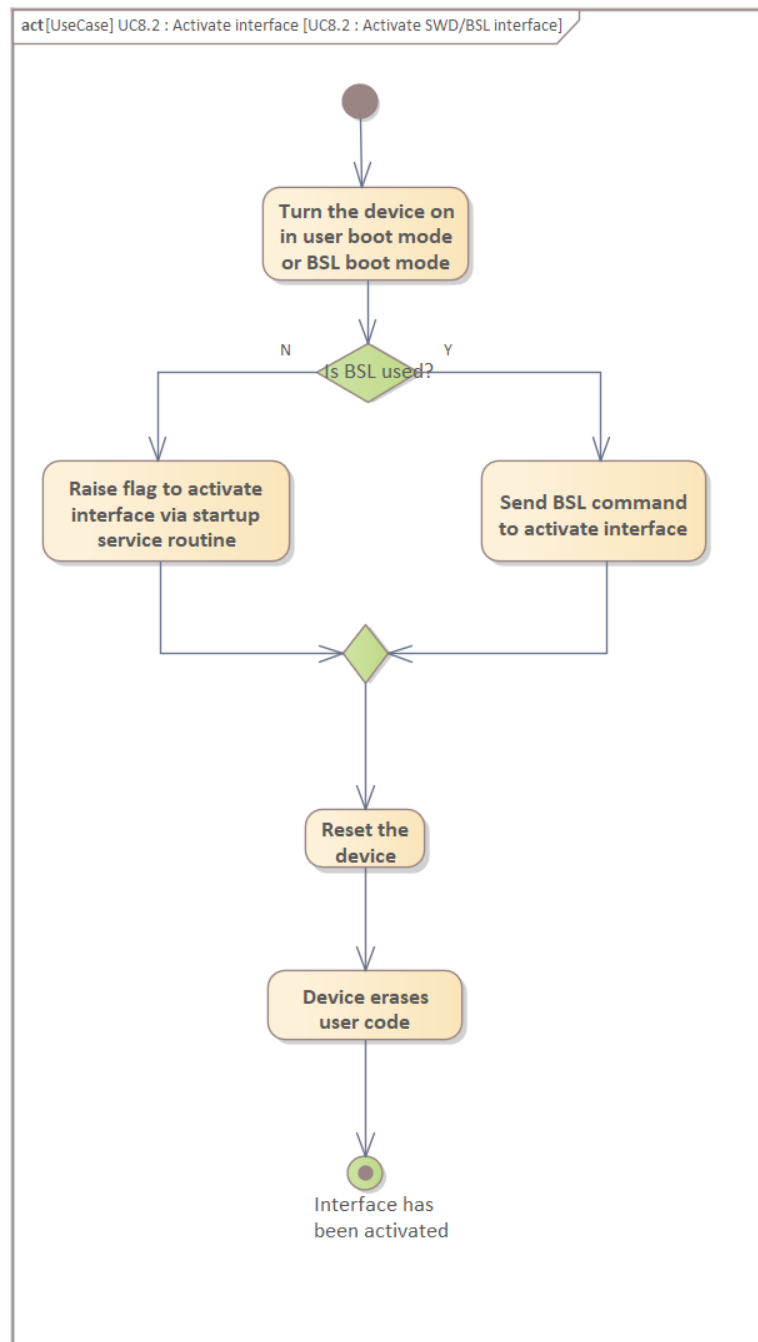 act [UseCase] UC8.2 : Activate interface [UC8.2 : Activate SWD/BSL interface]
Turn the device on
in user boot mode
or BSL boot mode
N
Y
Is BSL used?
Raise flag to activate
interface via startup
service routine
Send BSL command
to activate interface
Reset the
device
Device erases
user code
Interface has
been activated